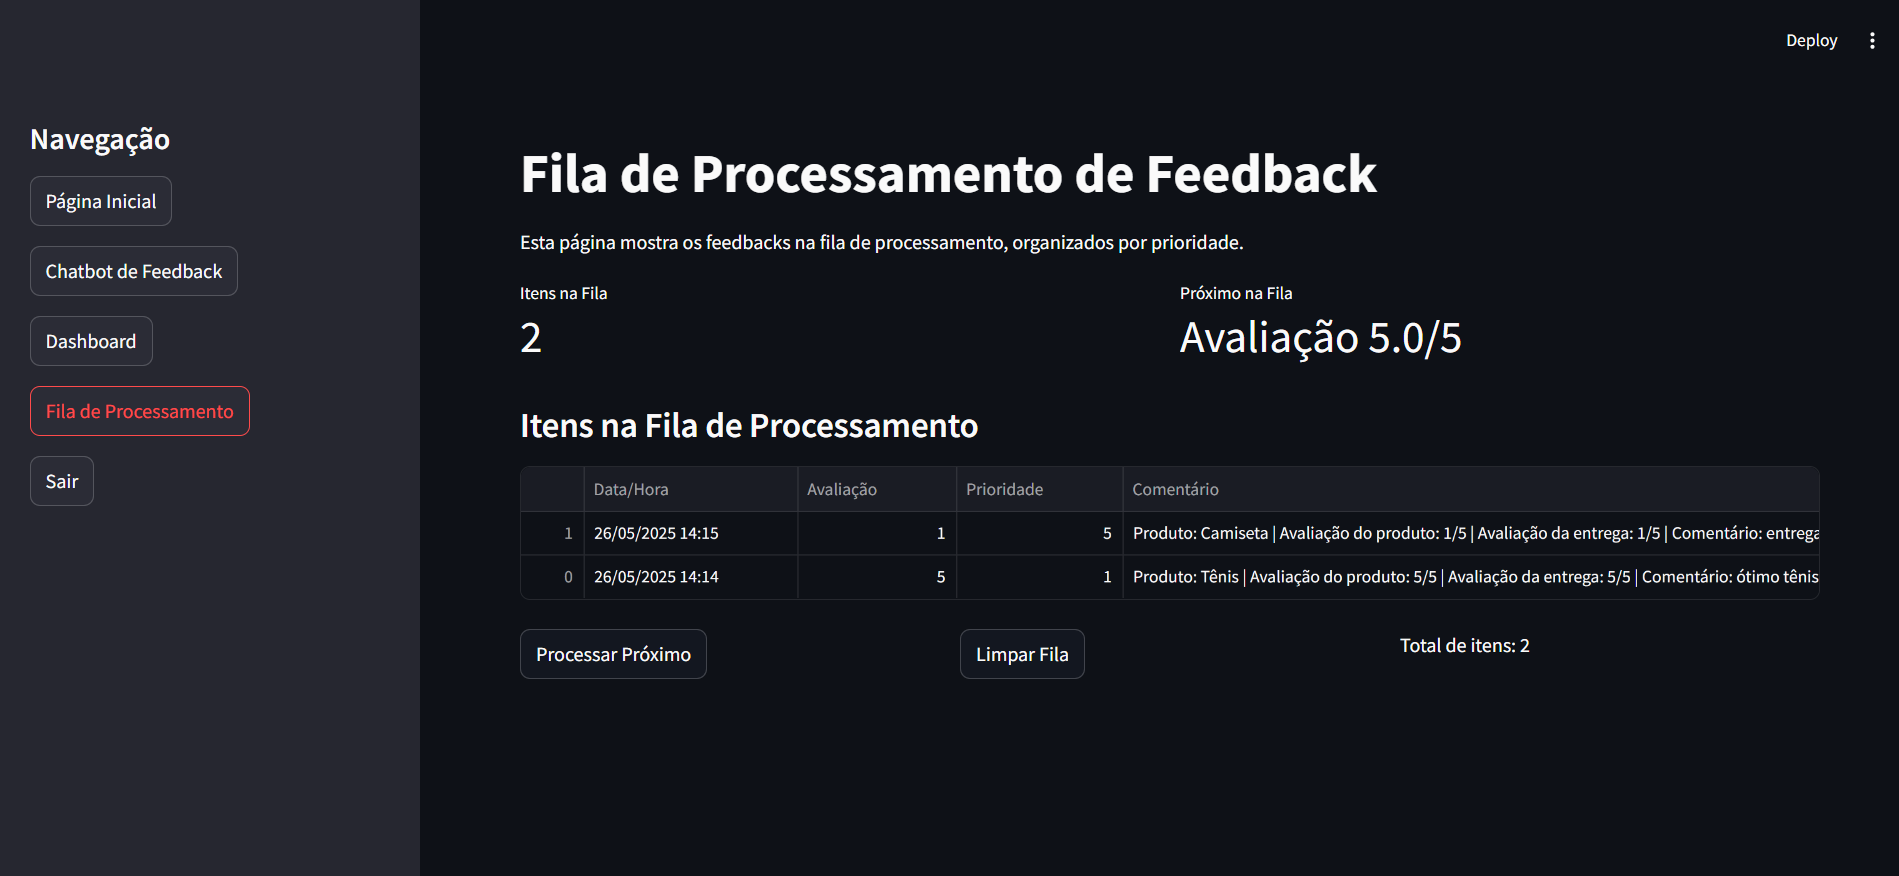 Deploy
Navegação
Página Inicial
Chatbot de Feedback
Dashboard
Fila de Processamento
Sair
Fila de Processamento de Feedback
Esta página mostra os feedbacks na fila de processamento, organizados por prioridade.
Itens na Fila
2
Próximo na Fila
Avaliação 5.0/5
Itens na Fila de Processamento
Data/Hora Avaliação Prioridade Comentário
1 26/05/2025 14:15 1 5 Produto: Camiseta | Avaliação do produto: 1/5 | Avaliação da entrega: 1/5 | Comentário: entrega
0 26/05/2025 14:14 5 1 Produto: Tênis | Avaliação do produto: 5/5 | Avaliação da entrega: 5/5 | Comentário: ótimo tênis
Processar Próximo
Limpar Fila
Total de itens: 2